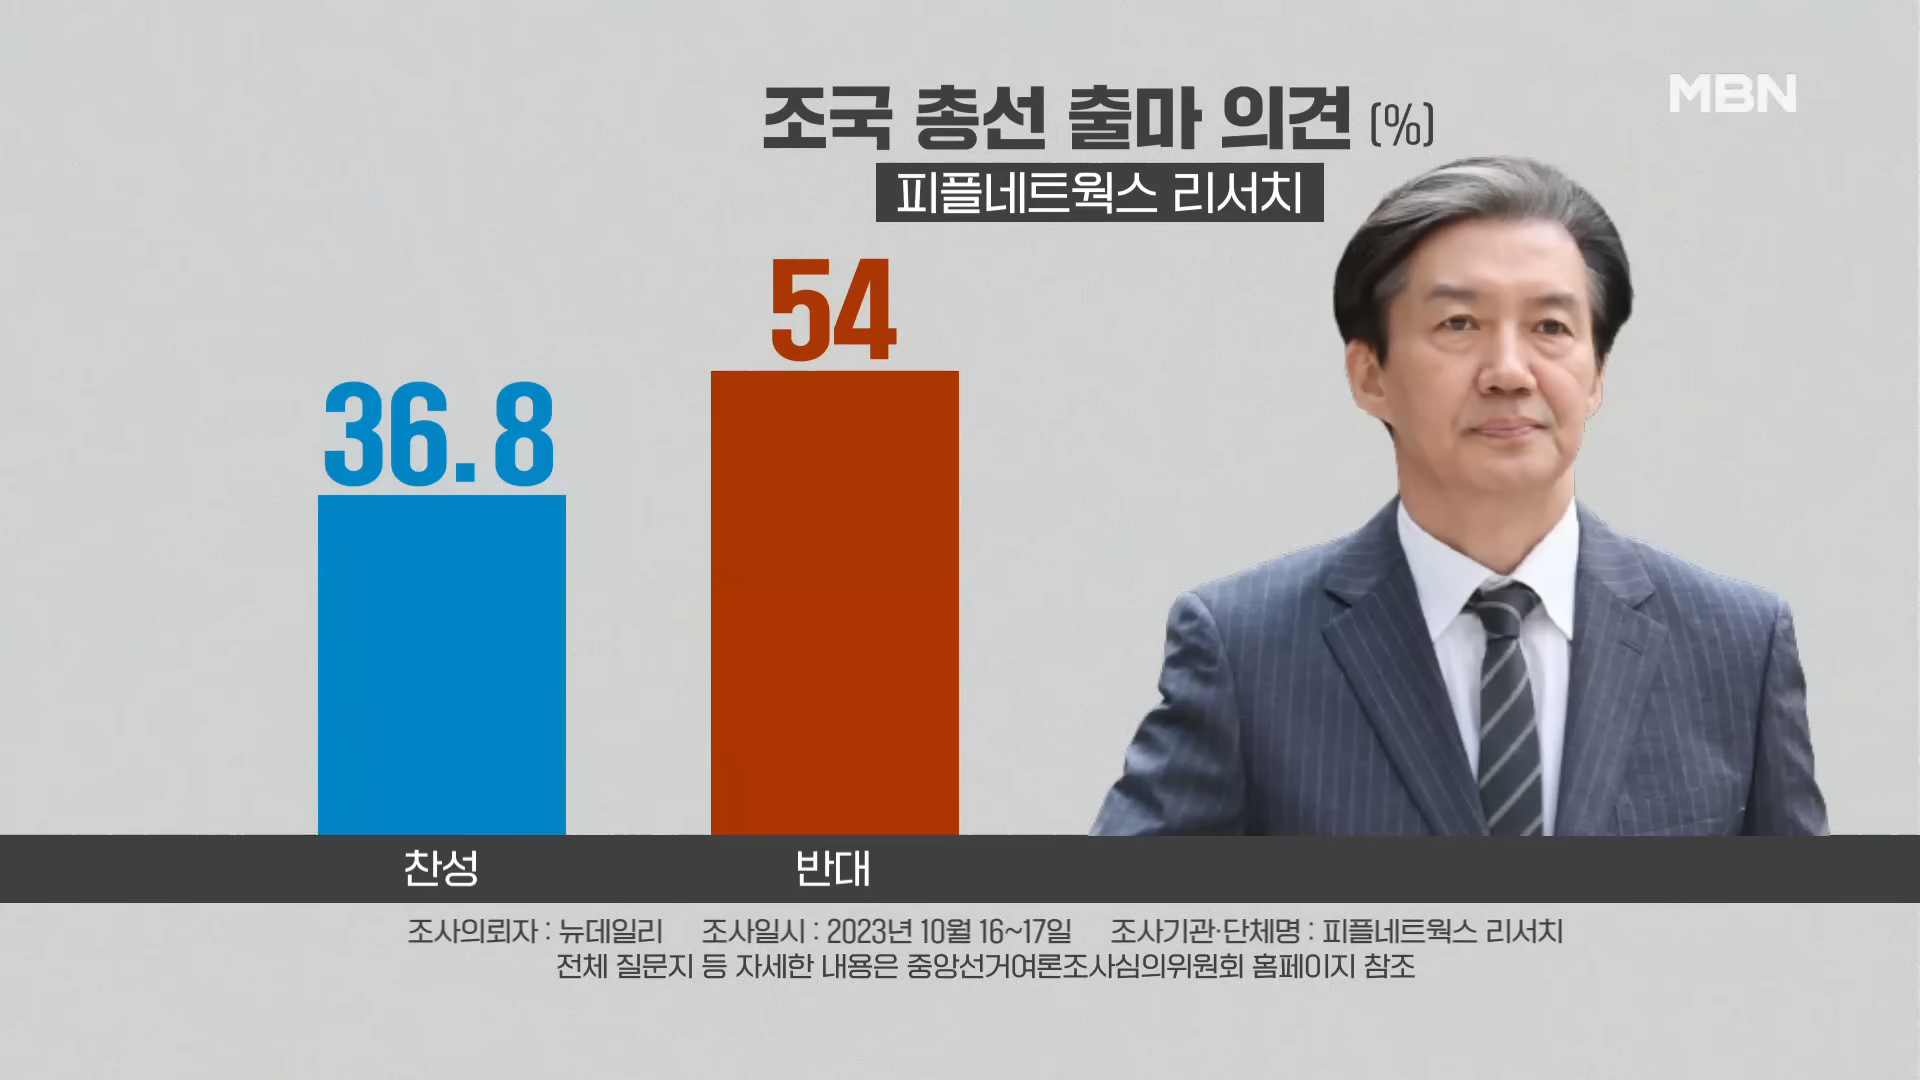 MBN
조국 총선 출마 의견 (%)
피플네트웍스 리서치
36.8
54
찬성
반대
조사의뢰자 : 뉴데일리 조사일시 : 2023년 10월 16~17일 조사기관·단체명 : 피플네트웍스 리서치
전체 질문지 등 자세한 내용은 중앙선거여론조사심의위원회 홈페이지 참조